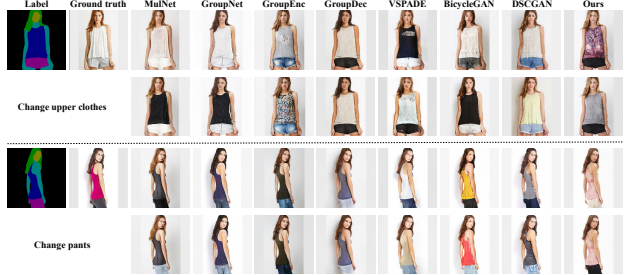 Label Ground truth MulNet GroupNet GroupEnc GroupDec VSPADE BicycleGAN DSCGAN Ours
Change upper clothes
Change pants